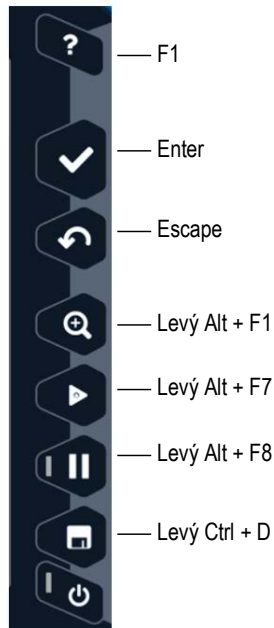 ?
F1
Enter
Escape
Levý Alt + F1
Levý Alt + F7
Levý Alt + F8
Levý Ctrl + D